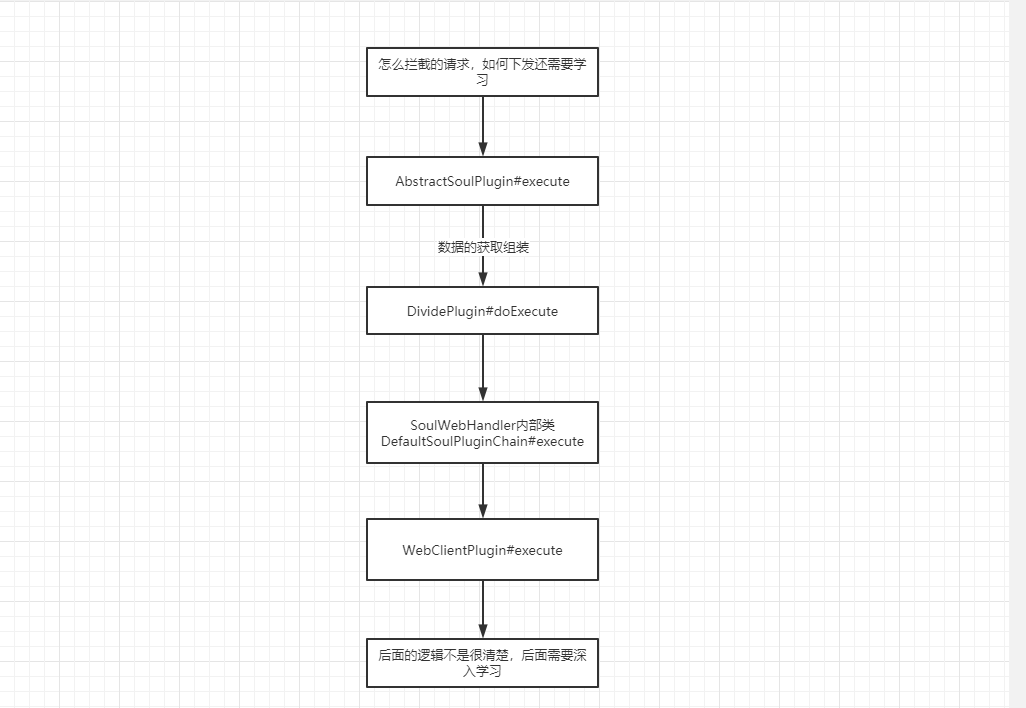 怎么拦截的请求，如何下发还需要学
习
AbstractSoulPlugin#execute
数据的获取组装
DividePlugin#doExecute
SoulWebHandler内部类
DefaultSoulPluginChain#execute
WebClientPlugin#execute
后面的逻辑不是很清楚，后面需要深
入学习